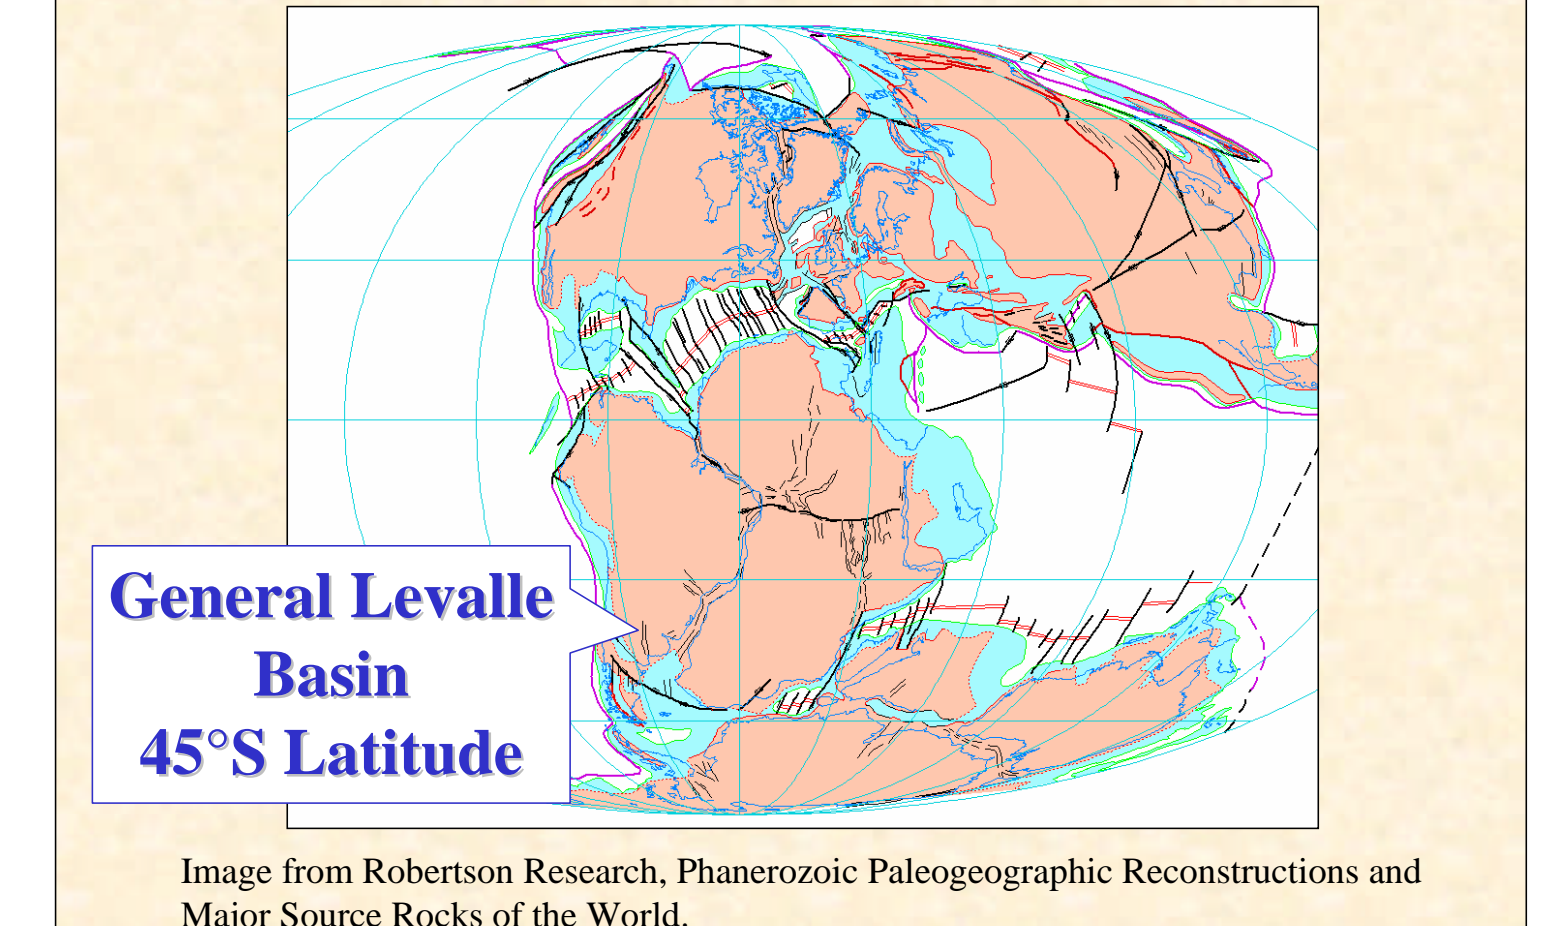 General Levalle
Basin
45°S Latitude
Image from Robertson Research, Phanerozoic Paleogeographic Reconstructions and
Major Source Rocks of the World.